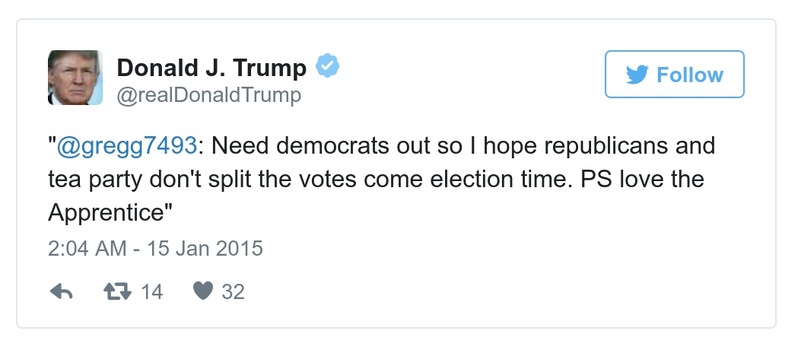 Donald J. Trump
@realDonaldTrump
Follow
"@gregg7493: Need democrats out so I hope republicans and
tea party don't split the votes come election time. PS love the
Apprentice"
2:04 AM - 15 Jan 2015
14 32